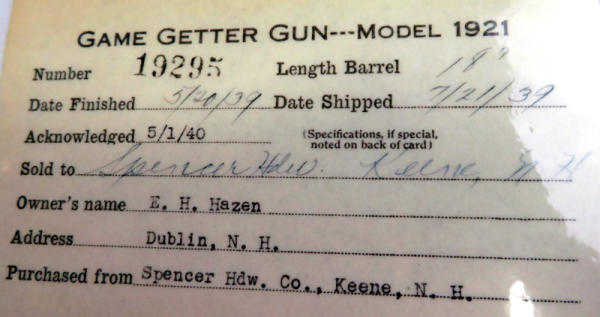 GAME GETTER GUN---MODEL 1921
Number 19295 Length Barrel 18"
Date Finished 5/20/39 Date Shipped 7/21/39
Acknowledged 5/1/40 (Specifications, if special, noted on back of card)
Sold to Spencer Hdw. Keene, N H
Owner's name E. H. Hazen
Address Dublin, N. H.
Purchased from Spencer Hdw. Co., Keene, N. H.